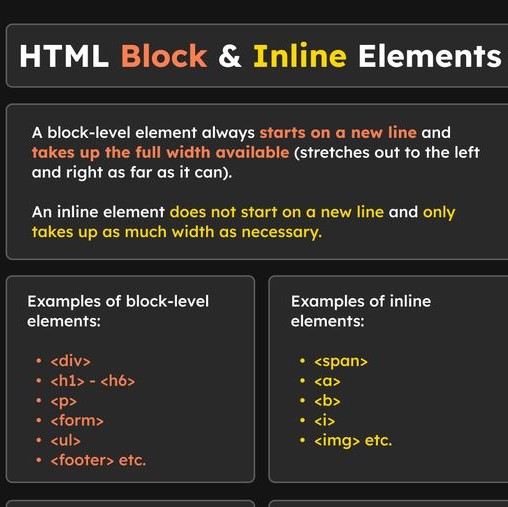 HTML Block & Inline Elements
A block-level element always starts on a new line and
takes up the full width available (stretches out to the left
and right as far as it can).
An inline element does not start on a new line and only
takes up as much width as necessary.
Examples of block-level
elements:
• <div>
• <h1> - <h6>
• <p>
• <form>
• <ul>
• <footer> etc.
Examples of inline
elements:
• <span>
• <a>
• <b>
• <i>
• <img> etc.